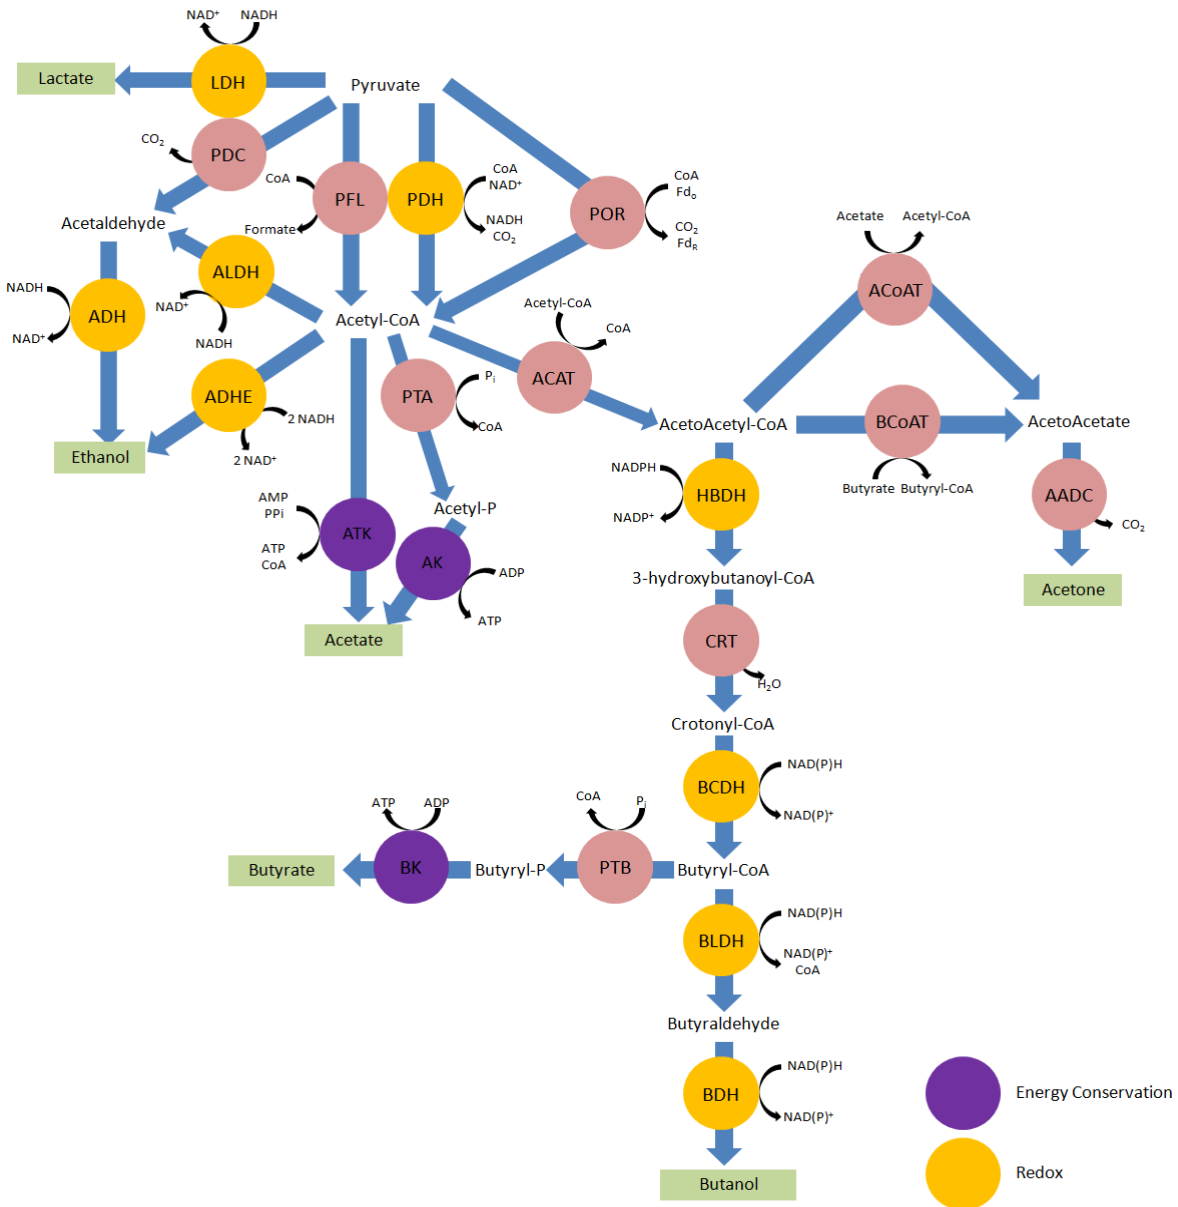 NAD⁺ NADH
Lactate
LDH
Pyruvate
CO₂
PDC
CoA
PFL
PDH
CoA
NAD⁺
NADH
CO₂
POR
CoA
Fdₒ
CO₂
Fd_R
Acetate Acetyl-CoA
ACoAT
Acetaldehyde
Formate
ALDH
NAD⁺
NADH
NADH
ADH
NAD⁺
Acetyl-CoA
Acetyl-CoA
CoA
ACAT
ADHE
2 NADH
2 NAD⁺
PTA
Pᵢ
CoA
AcetoAcetyl-CoA
BCoAT
Butyrate Butyryl-CoA
AcetoAcetate
Ethanol
AMP
PPi
ATP
CoA
ATK
Acetyl-P
AK
ADP
ATP
NADPH
HBDH
NADP⁺
AADC
CO₂
Acetone
3-hydroxybutanoyl-CoA
Acetate
CRT
H₂O
Crotonyl-CoA
BCDH
NAD(P)H
NAD(P)⁺
ATP ADP
CoA Pᵢ
Butyrate
BK
Butyryl-P
PTB
Butyryl-CoA
BLDH
NAD(P)H
NAD(P)⁺
CoA
Butyraldehyde
BDH
NAD(P)H
NAD(P)⁺
Butanol
Energy Conservation
Redox